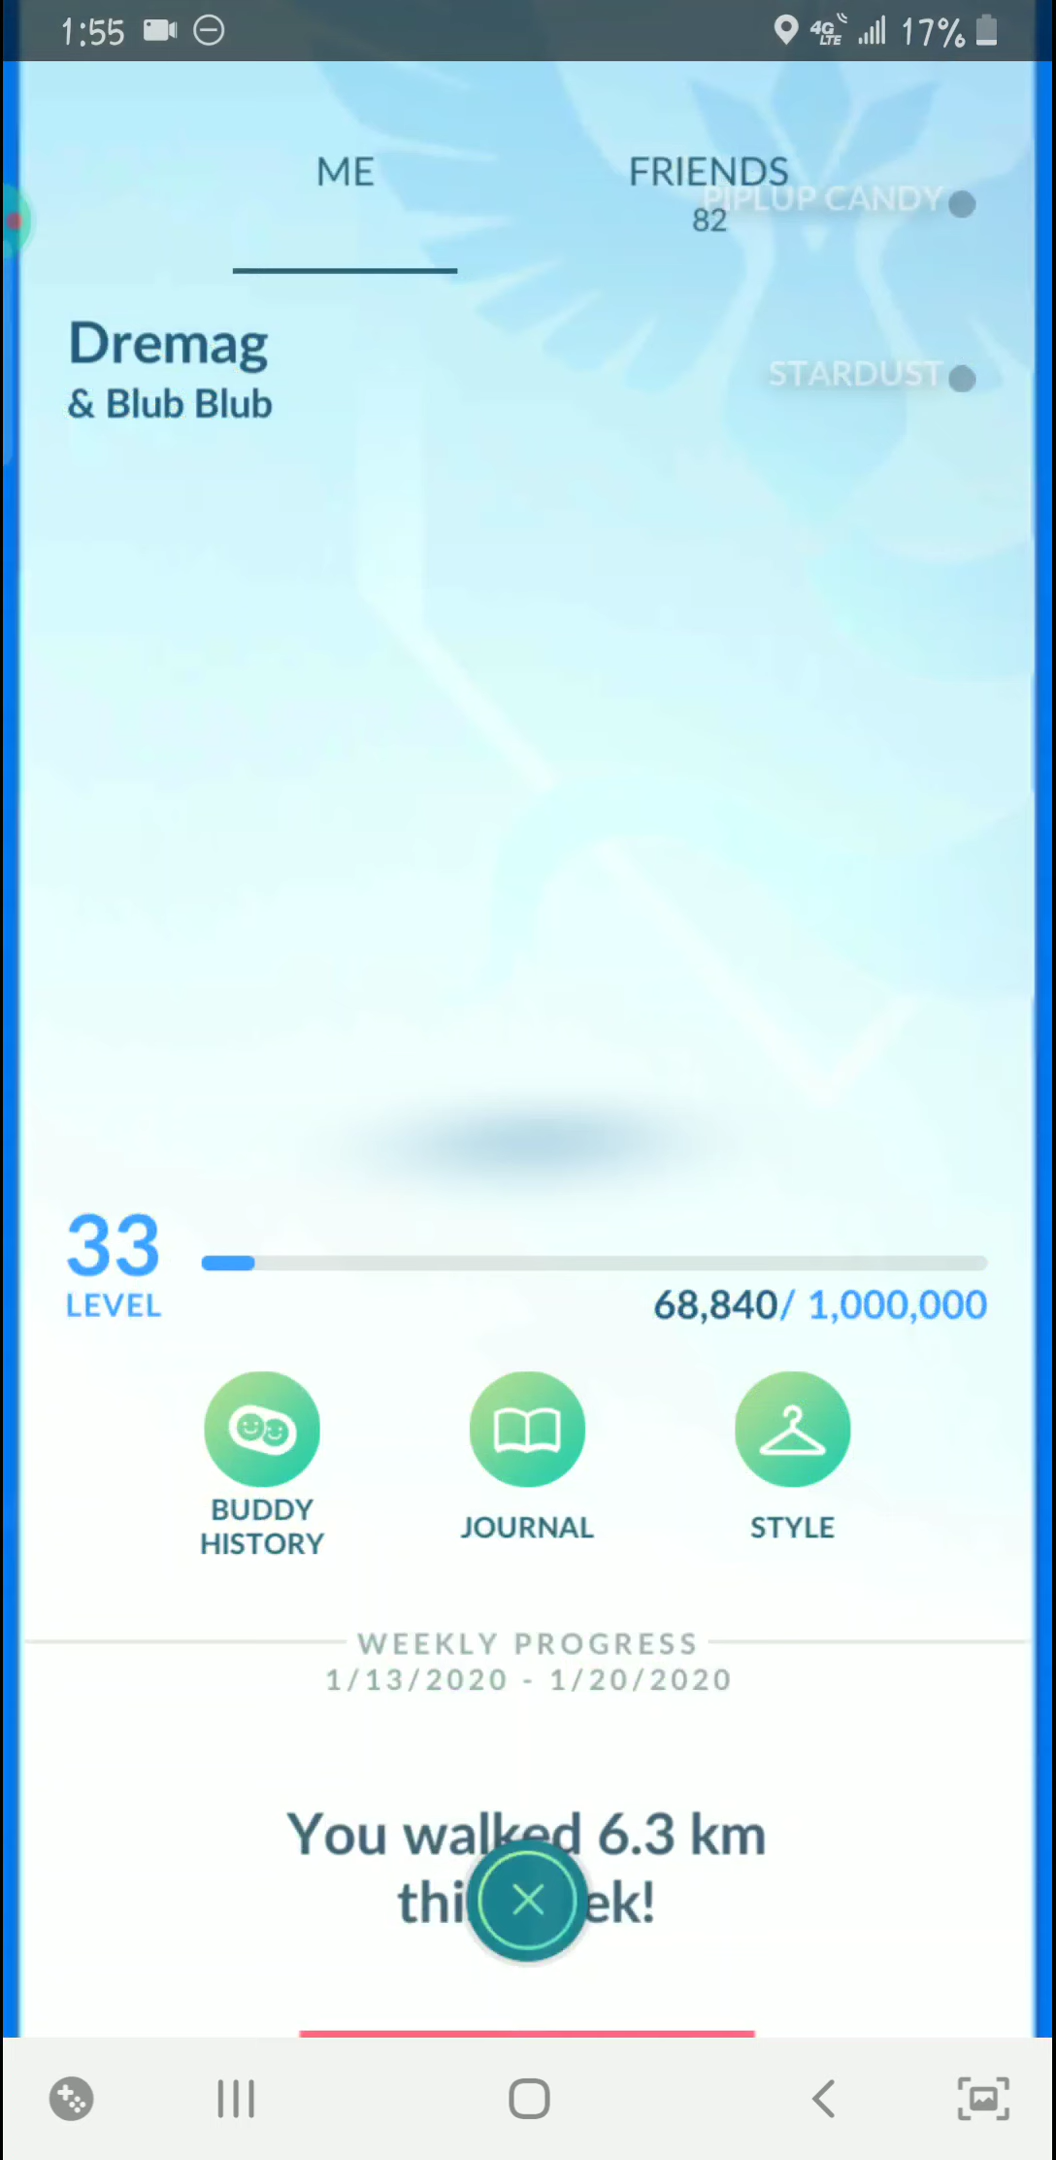 1:55 4G LTE 17%
ME FRIENDS
PIPLUP CANDY
82
Dremag
& Blub Blub
STARDUST
33
LEVEL
68,840/ 1,000,000
BUDDY HISTORY
JOURNAL
STYLE
WEEKLY PROGRESS
1/13/2020 - 1/20/2020
You walked 6.3 km
thi ek!